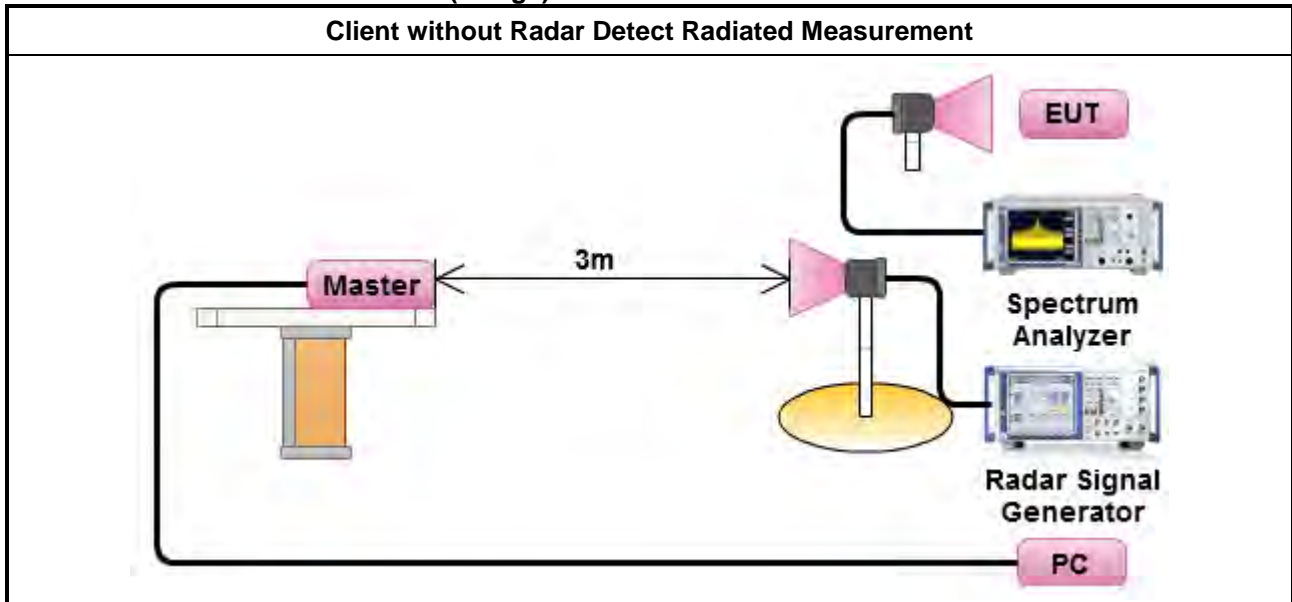 Client without Radar Detect Radiated Measurement
EUT
3m
Master
Spectrum
Analyzer
Radar Signal
Generator
PC